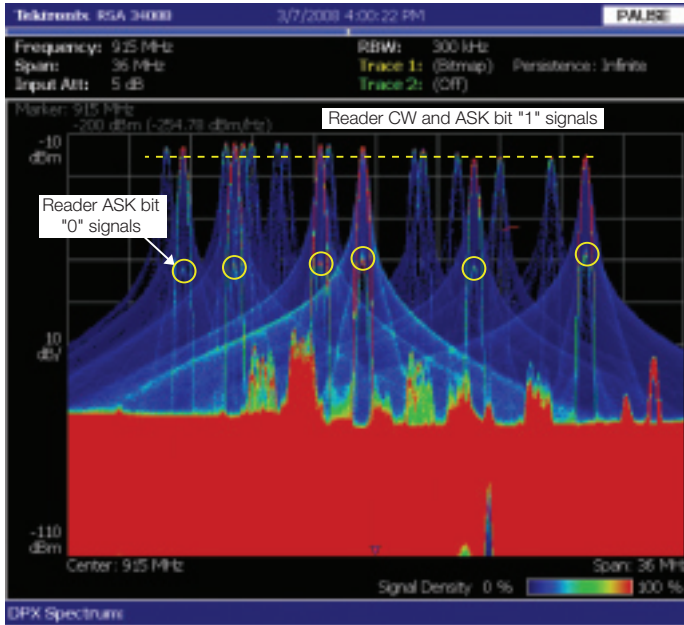 Tektronix RSA 3408B 3/7/2008 4:00:22 PM PAUSE
Frequency: 915 MHz RBW: 300 kHz
Span: 36 MHz Trace 1: (Bitmap) Persistence: Infinite
Input Att: 5 dB Trace 2: (Off)
Marker: 915 MHz
-200 dBm (-254.78 dBm/Hz)
Reader CW and ASK bit "1" signals
-10
dBm
Reader ASK bit
"0" signals
10
dB/
-110
dBm
Center: 915 MHz Span: 36 MHz
Signal Density 0 % 100 %
DPX Spectrum